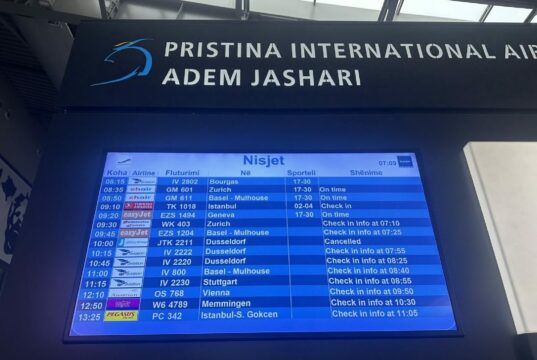 PRISTINA INTERNATIONAL AIR
ADEM JASHARI
Nisjet
07:09
Koha Airline Fluturimi Në Sporteli Shënime
06:15 IV 2802 Bourgas 17-30
08:35 chair GM 601 Zurich 17-30 On time
08:50 chair GM 611 Basel - Mulhouse 17-30 On time
09:10 TURKISH AIRLINES TK 1018 Istanbul 02-04 Check in
09:20 easyJet EZS 1494 Geneva 17-30 On time
09:30 WK 403 Zurich Check in info at 07:10
09:45 easyJet EZS 1204 Basel - Mulhouse Check in info at 07:25
10:00 JTK 2211 Dusseldorf Cancelled
10:15 IV 2222 Dusseldorf Check in info at 07:55
10:45 IV 2220 Dusseldorf Check in info at 08:25
11:00 IV 800 Basel - Mulhouse Check in info at 08:40
11:15 IV 2230 Stuttgart Check in info at 08:55
12:10 OS 768 Vienna Check in info at 09:50
12:50 W6 4789 Memmingen Check in info at 10:30
13:25 PEGASUS PC 342 Istanbul-S. Gokcen Check in info at 11:05